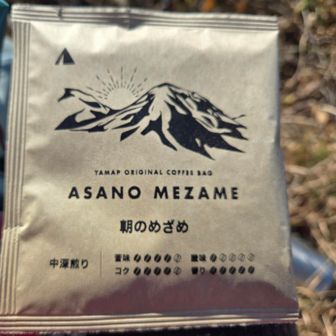 YAMAP ORIGINAL COFFEE BAG
ASANO MEZAME
朝のめざめ
中深煎り
苦味 酸味
コク 香り